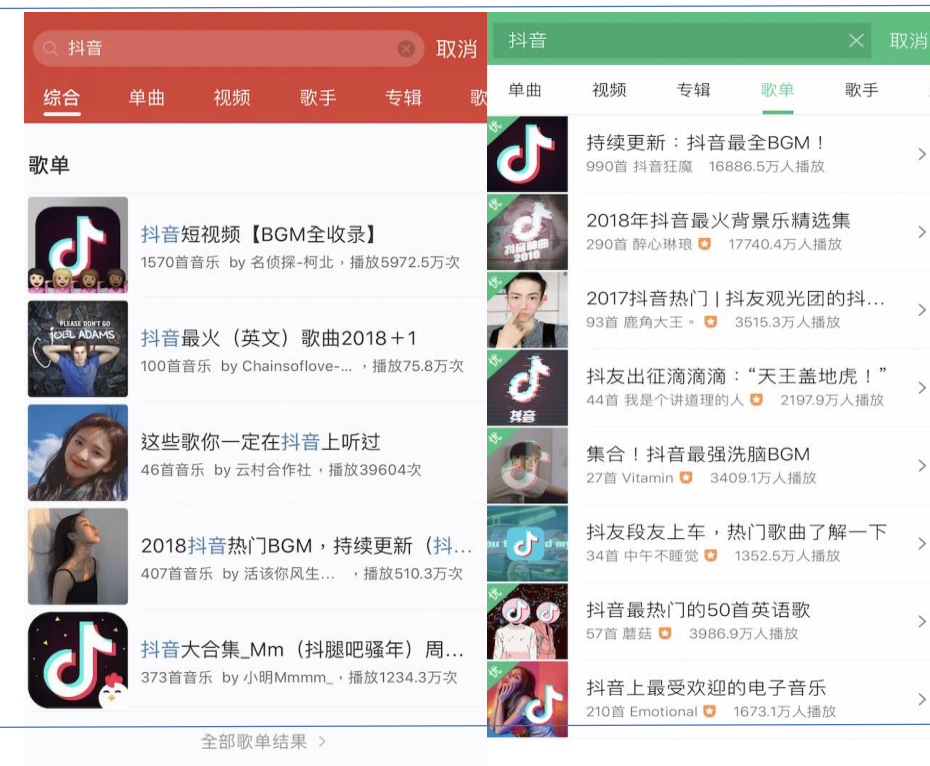 抖音
取消
综合 单曲 视频 歌手 专辑 歌
歌单
抖音短视频【BGM全收录】
1570首音乐 by 名侦探-柯北，播放5972.5万次
PLEASE DON'T GO
JOEL ADAMS
抖音最火（英文）歌曲2018＋1
100首音乐 by Chainsoflove-... ，播放75.8万次
这些歌你一定在抖音上听过
46首音乐 by 云村合作社，播放39604次
2018抖音热门BGM，持续更新（抖...
407首音乐 by 活该你风生... ，播放510.3万次
抖音大合集_Mm（抖腿吧骚年）周...
373首音乐 by 小明Mmmm_，播放1234.3万次
全部歌单结果
抖音
取消
单曲 视频 专辑 歌单 歌手
优
持续更新：抖音最全BGM！
990首 抖音狂魔 16886.5万人播放
优
抖音歌曲
2018
2018年抖音最火背景乐精选集
290首 醉心琳琅 17740.4万人播放
优
2017抖音热门 | 抖友观光团的抖...
93首 鹿角大王。 3515.3万人播放
优
抖音
抖友出征滴滴滴：“天王盖地虎！”
44首 我是个讲道理的人 2197.9万人播放
优
集合！抖音最强洗脑BGM
27首 Vitamin 3409.1万人播放
抖友段友上车，热门歌曲了解一下
34首 中午不睡觉 1352.5万人播放
优
抖音最热门的50首英语歌
57首 蘑菇 3986.9万人播放
优
抖音上最受欢迎的电子音乐
210首 Emotional 1673.1万人播放